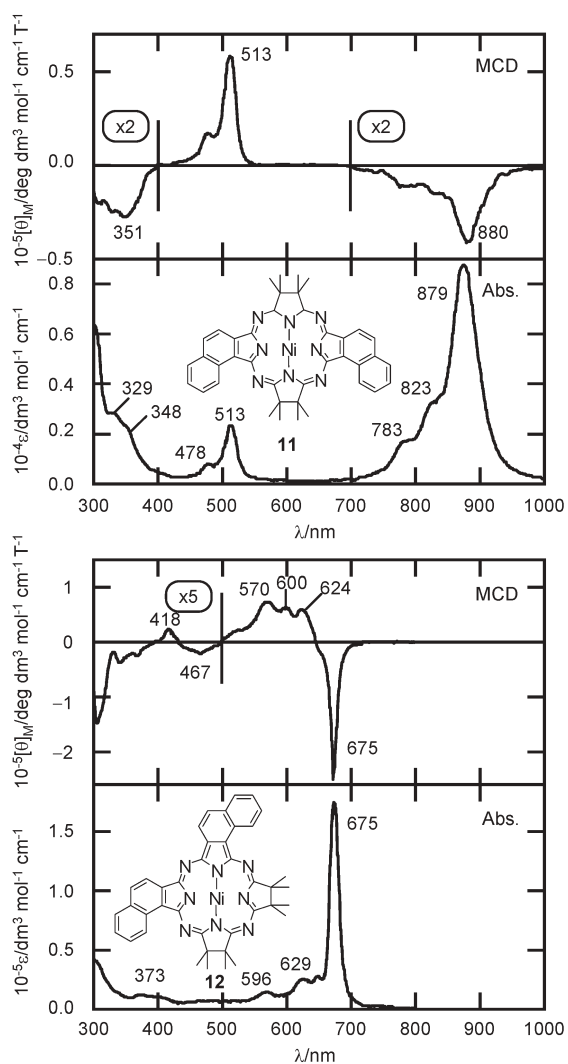 10⁻⁵[θ]M/deg dm³ mol⁻¹ cm⁻¹ T⁻¹
0.5
0.0
−0.5
MCD
513
x2
x2
351
880
10⁻⁴ε/dm³ mol⁻¹ cm⁻¹
0.8
0.6
0.4
0.2
0.0
Abs.
879
823
783
329
348
478
513
N
N
N
N
Ni
N
N
N
N
11
300 400 500 600 700 800 900 1000
λ/nm
10⁻⁵[θ]M/deg dm³ mol⁻¹ cm⁻¹ T⁻¹
1
0
−1
−2
MCD
x5
418
467
570
600
624
675
10⁻⁵ε/dm³ mol⁻¹ cm⁻¹
1.5
1.0
0.5
0.0
Abs.
675
N
N
N
N
Ni
N
N
N
N
12
373
596
629
300 400 500 600 700 800 900 1000
λ/nm